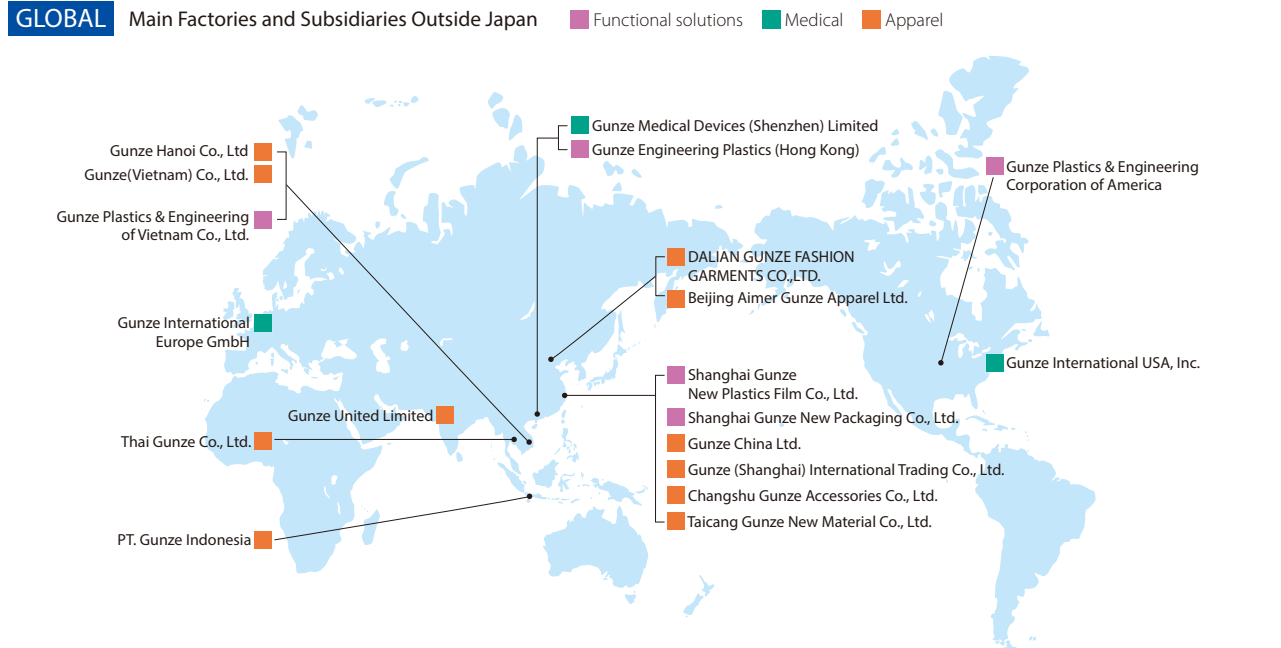 GLOBAL Main Factories and Subsidiaries Outside Japan Functional solutions Medical Apparel
Gunze Hanoi Co., Ltd
Gunze(Vietnam) Co., Ltd.
Gunze Plastics & Engineering
of Vietnam Co., Ltd.
Gunze International
Europe GmbH
Gunze United Limited
Thai Gunze Co., Ltd.
PT. Gunze Indonesia
Gunze Medical Devices (Shenzhen) Limited
Gunze Engineering Plastics (Hong Kong)
DALIAN GUNZE FASHION
GARMENTS CO.,LTD.
Beijing Aimer Gunze Apparel Ltd.
Shanghai Gunze
New Plastics Film Co., Ltd.
Shanghai Gunze New Packaging Co., Ltd.
Gunze China Ltd.
Gunze (Shanghai) International Trading Co., Ltd.
Changshu Gunze Accessories Co., Ltd.
Taicang Gunze New Material Co., Ltd.
Gunze Plastics & Engineering
Corporation of America
Gunze International USA, Inc.